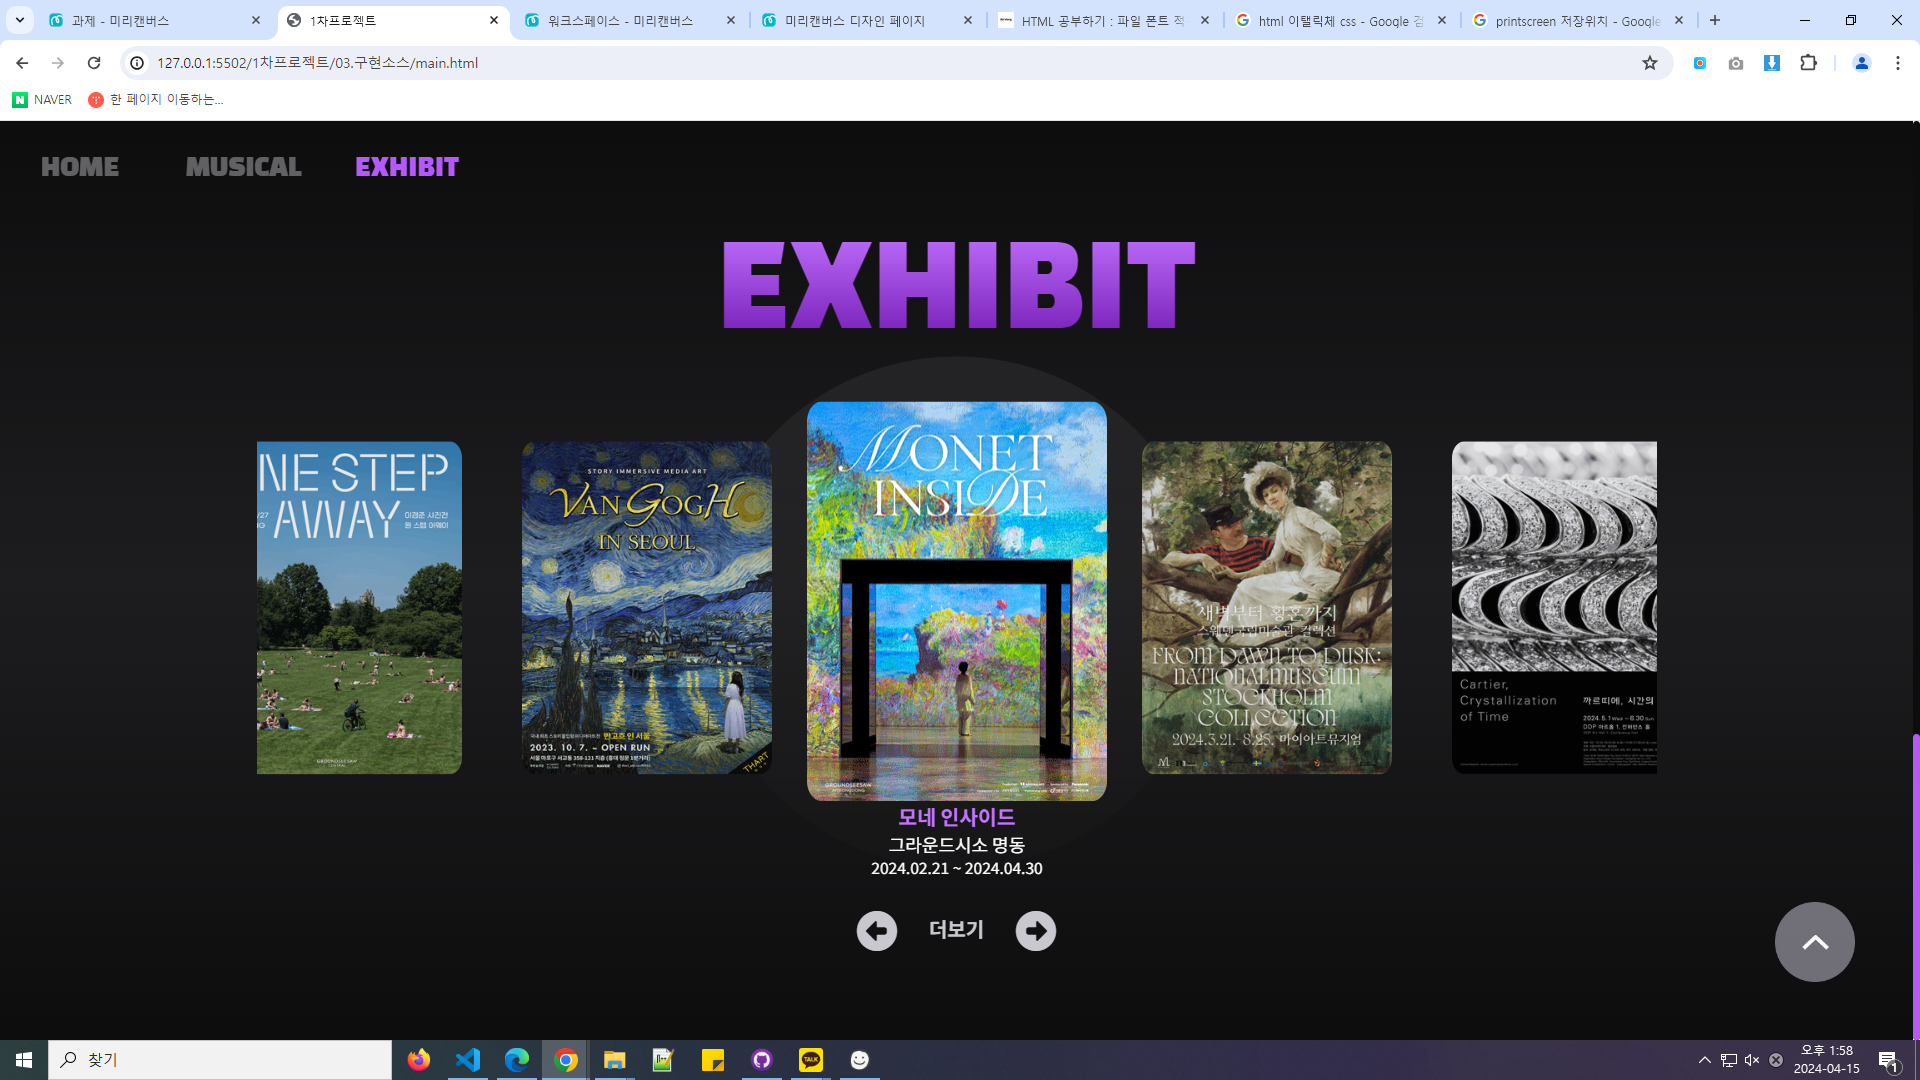 과제 - 미리캔버스
1차프로젝트
워크스페이스 - 미리캔버스
미리캔버스 디자인 페이지
HTML 공부하기 : 파일 폰트 적
html 이탤릭체 css - Google 검
printscreen 저장위치 - Google
127.0.0.1:5502/1차프로젝트/03.구현소스/main.html
NAVER
한 페이지 이동하는...
HOME
MUSICAL
EXHIBIT
EXHIBIT
NE STEP
AWAY
이경준 사진전
원 스텝 어웨이
GROUNDSEESAW
CENTRAL
STORY IMMERSIVE MEDIA ART
VAN GOGH
IN SEOUL
반고흐 인 서울
2023. 10. 7. ~ OPEN RUN
THART
MONET
INSIDE
GROUNDSEESAW
새벽부터 황혼까지
스웨덴국립미술관 컬렉션
FROM DAWN TO DUSK:
NATIONALMUSEUM
STOCKHOLM
COLLECTION
2024.3.21. 8.25. 마이아트뮤지엄
Cartier,
Crystallization
of Time
까르띠에, 시간의
2024.5.1 Wed ~ 6.30 Sun
모네 인사이드
그라운드시소 명동
2024.02.21 ~ 2024.04.30
더보기
찾기
TALK
오후 1:58
2024-04-15
1